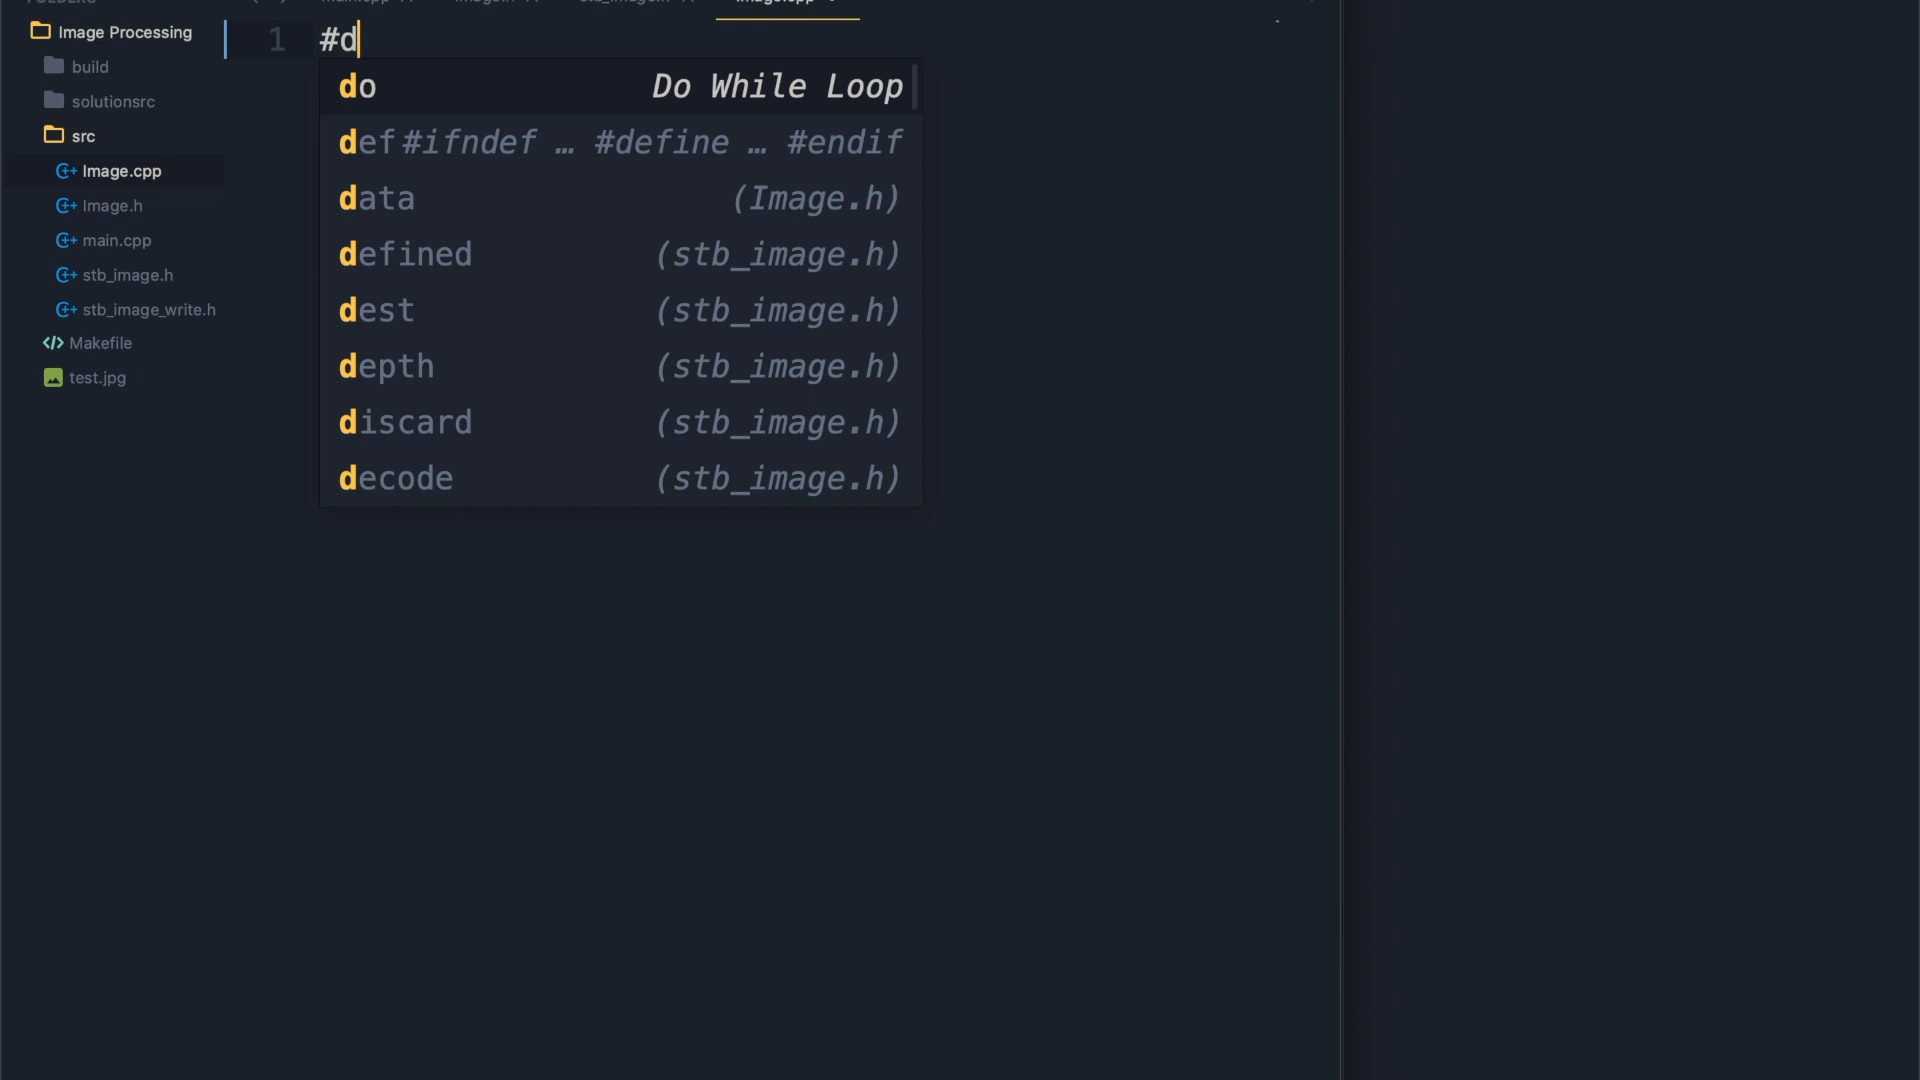 Image Processing
build
solutionsrc
src
Image.cpp
Image.h
main.cpp
stb_image.h
stb_image_write.h
Makefile
test.jpg
1 #d
do Do While Loop
def #ifndef … #define … #endif
data (Image.h)
defined (stb_image.h)
dest (stb_image.h)
depth (stb_image.h)
discard (stb_image.h)
decode (stb_image.h)